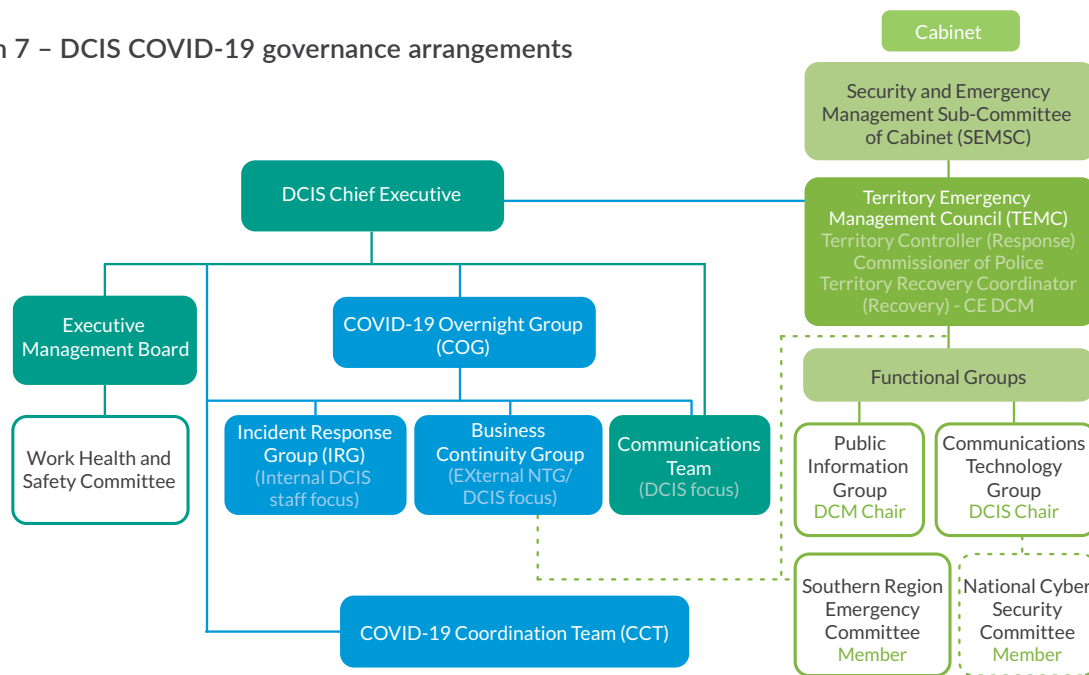 n 7 – DCIS COVID-19 governance arrangements
Cabinet
Security and Emergency
Management Sub-Committee
of Cabinet (SEMSC)
DCIS Chief Executive
Territory Emergency
Management Council (TEMC)
Territory Controller (Response)
Commissioner of Police
Territory Recovery Coordinator
(Recovery) - CE DCM
Executive
Management Board
COVID-19 Overnight Group
(COG)
Functional Groups
Work Health and
Safety Committee
Incident Response
Group (IRG)
(Internal DCIS
staff focus)
Business
Continuity Group
(EXternal NTG/
DCIS focus)
Communications
Team
(DCIS focus)
Public
Information
Group
DCM Chair
Communications
Technology
Group
DCIS Chair
COVID-19 Coordination Team (CCT)
Southern Region
Emergency
Committee
Member
National Cyber
Security
Committee
Member